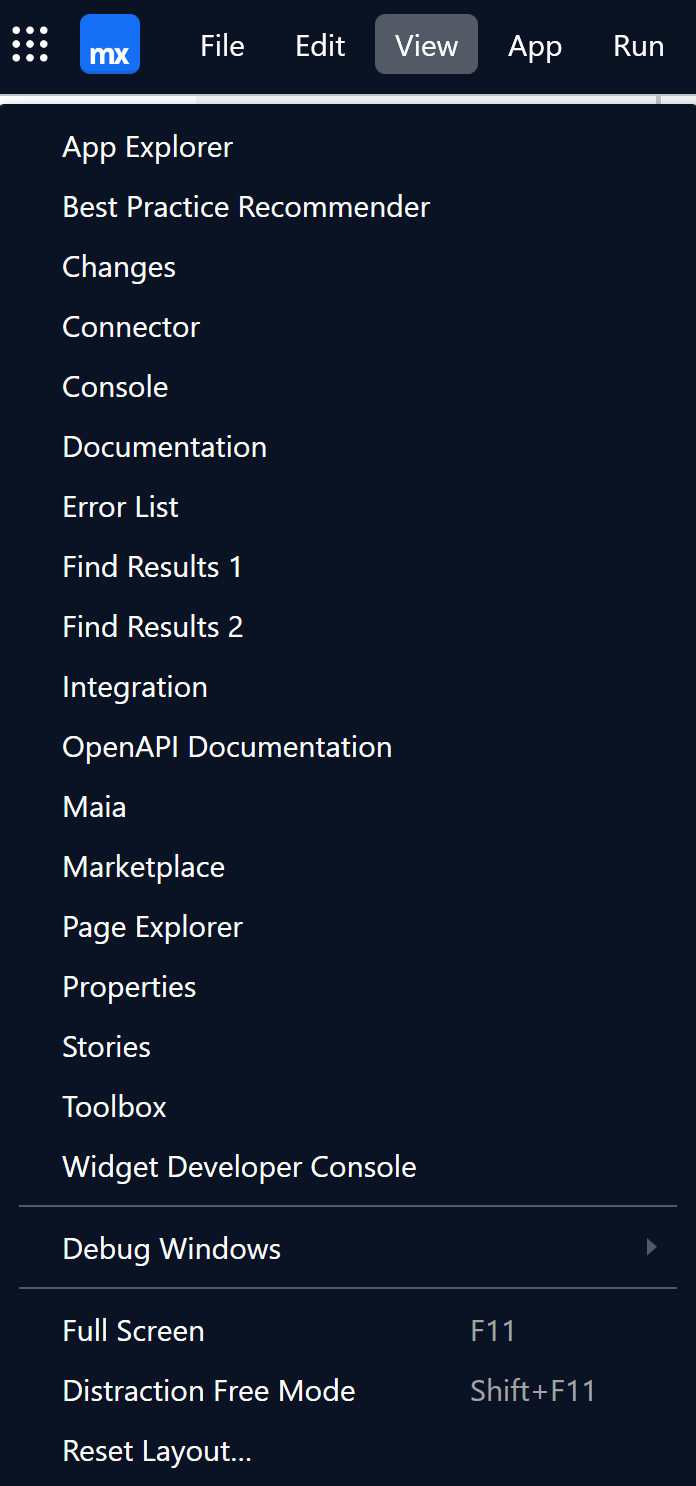 mx File Edit View App Run
App Explorer
Best Practice Recommender
Changes
Connector
Console
Documentation
Error List
Find Results 1
Find Results 2
Integration
OpenAPI Documentation
Maia
Marketplace
Page Explorer
Properties
Stories
Toolbox
Widget Developer Console
Debug Windows
Full Screen F11
Distraction Free Mode Shift+F11
Reset Layout...